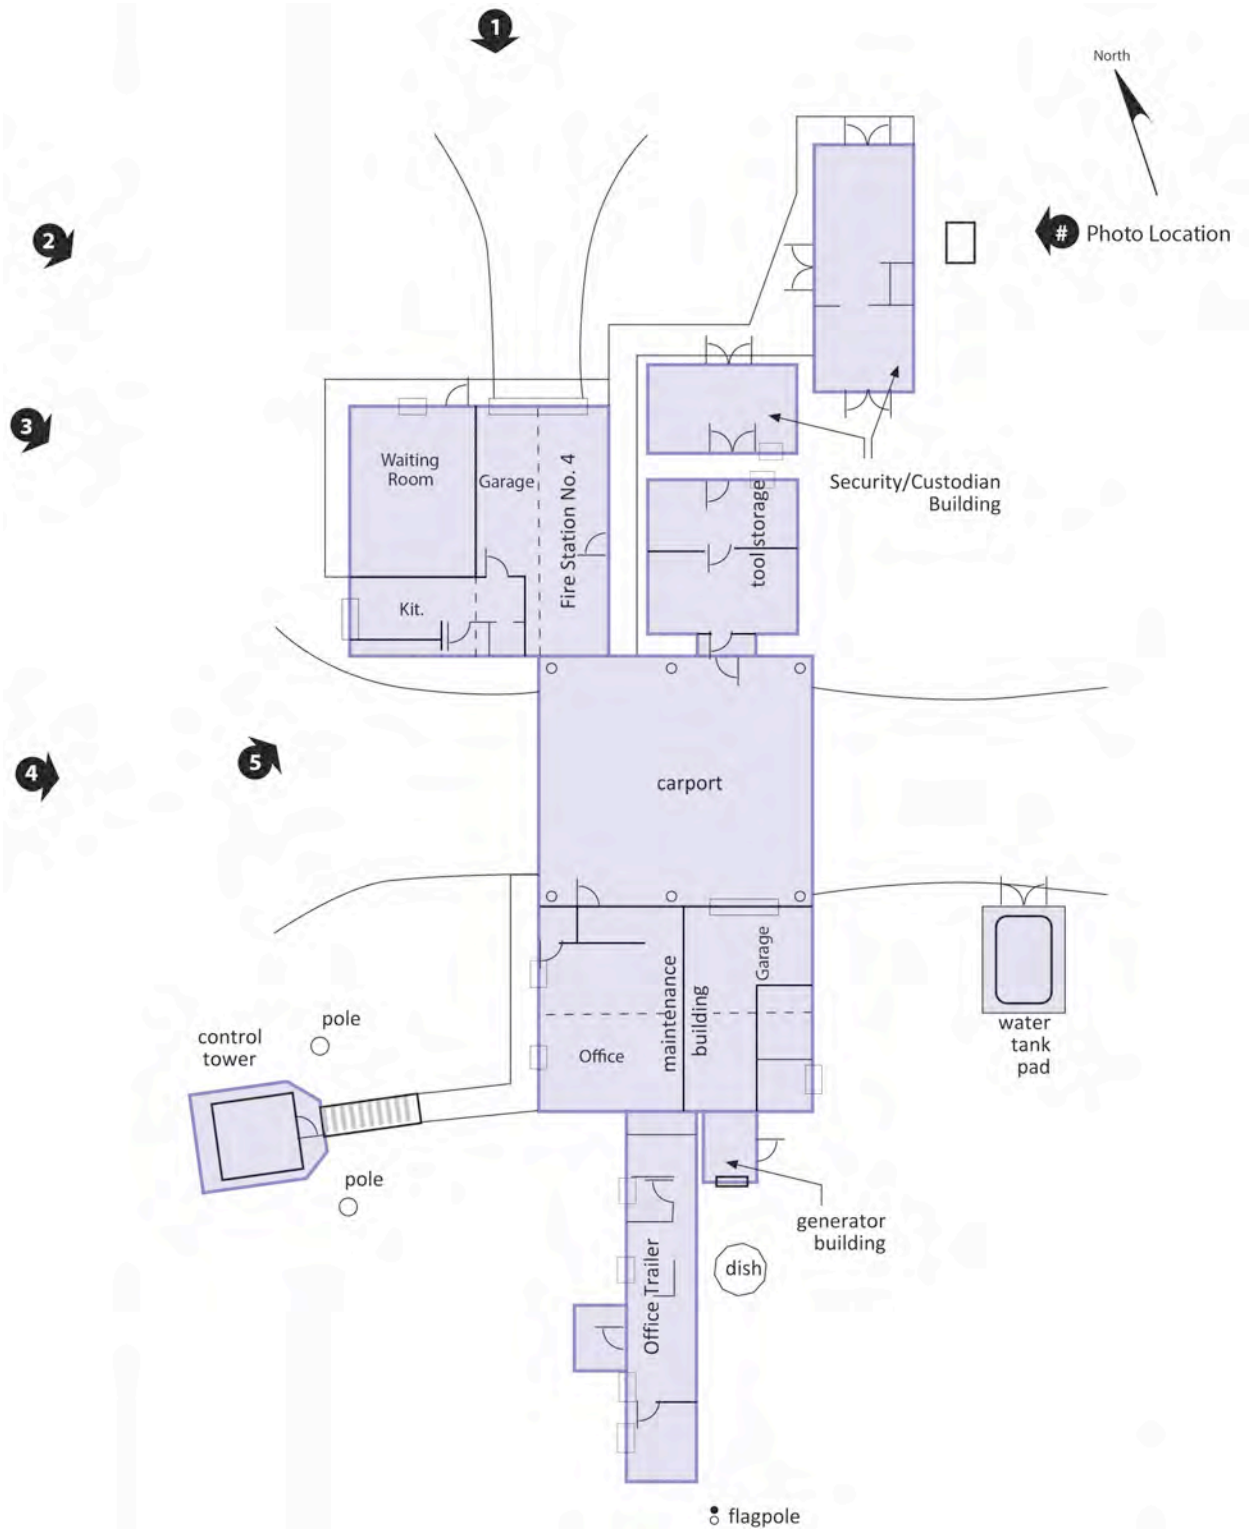 1
North
2
# Photo Location
3
Waiting
Room
Garage
Fire Station No. 4
tool storage
Security/Custodian
Building
Kit.
4
5
carport
Garage
maintenance
building
Office
water
tank
pad
pole
control
tower
pole
generator
building
dish
Office Trailer
flagpole